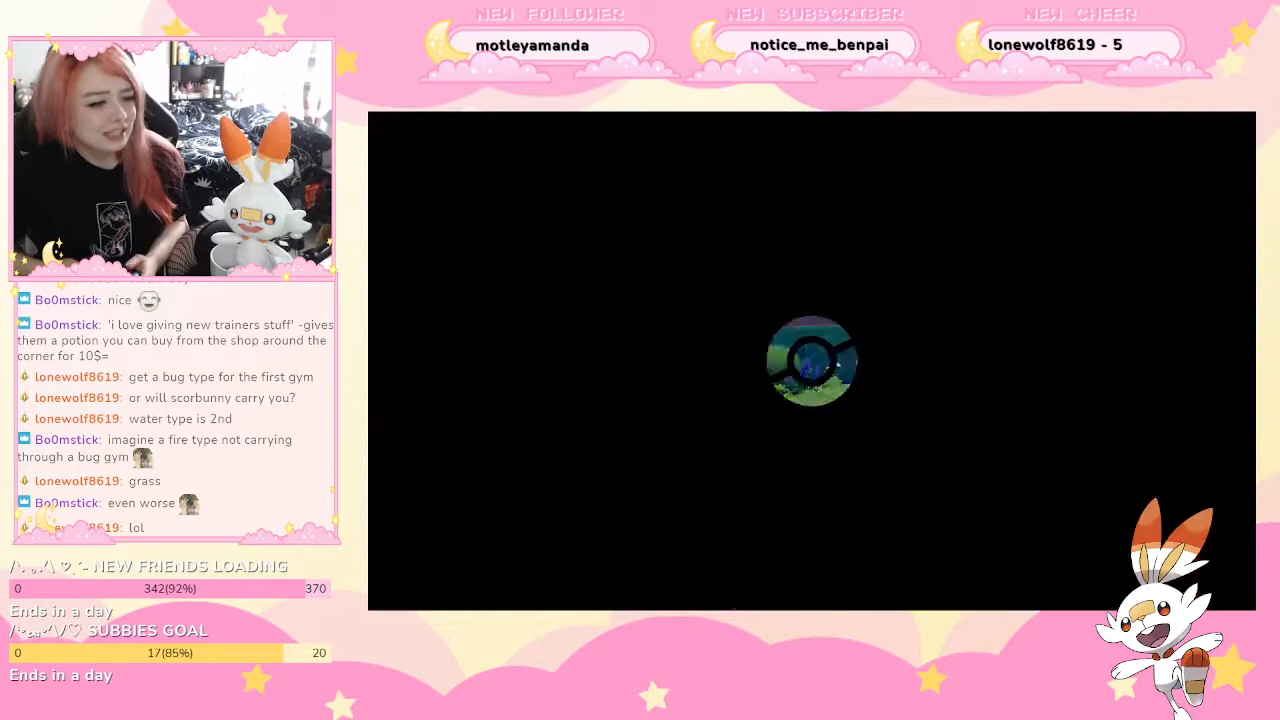 NEW FOLLOWER
NEW SUBSCRIBER
NEW CHEER
motleyamanda
notice_me_benpai
lonewolf8619 - 5
Bo0mstick: nice
Bo0mstick: 'i love giving new trainers stuff' -gives
them a potion you can buy from the shop around the
corner for 10$=
lonewolf8619: get a bug type for the first gym
lonewolf8619: or will scorbunny carry you?
lonewolf8619: water type is 2nd
Bo0mstick: imagine a fire type not carrying
through a bug gym
lonewolf8619: grass
Bo0mstick: even worse
8619: lol
NEW FRIENDS LOADING
0 342(92%) 370
Ends in a day
SUBBIES GOAL
0 17(85%) 20
Ends in a day